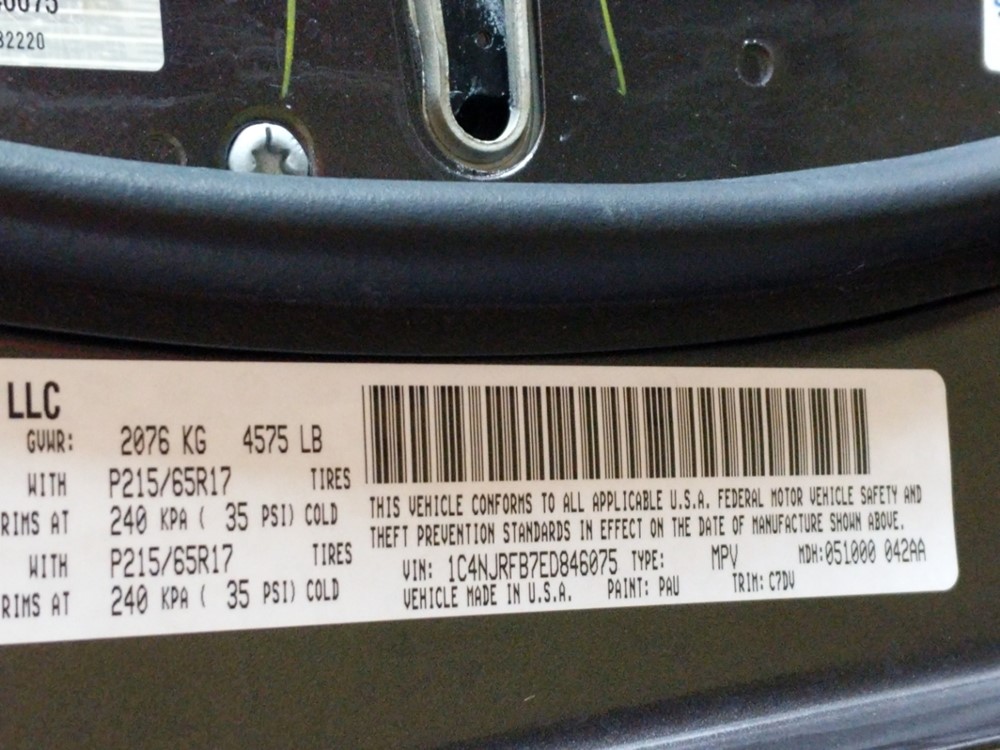 32220
LLC
GVWR: 2076 KG 4575 LB
WITH P215/65R17 TIRES
RIMS AT 240 KPA ( 35 PSI) COLD
WITH P215/65R17 TIRES
RIMS AT 240 KPA ( 35 PSI) COLD
THIS VEHICLE CONFORMS TO ALL APPLICABLE U.S.A. FEDERAL MOTOR VEHICLE SAFETY AND
THEFT PREVENTION STANDARDS IN EFFECT ON THE DATE OF MANUFACTURE SHOWN ABOVE.
VIN: 1C4NJRFB7ED846075 TYPE: MPV MDH:051000 042AA
VEHICLE MADE IN U.S.A. PAINT: PAU TRIM: C7DV